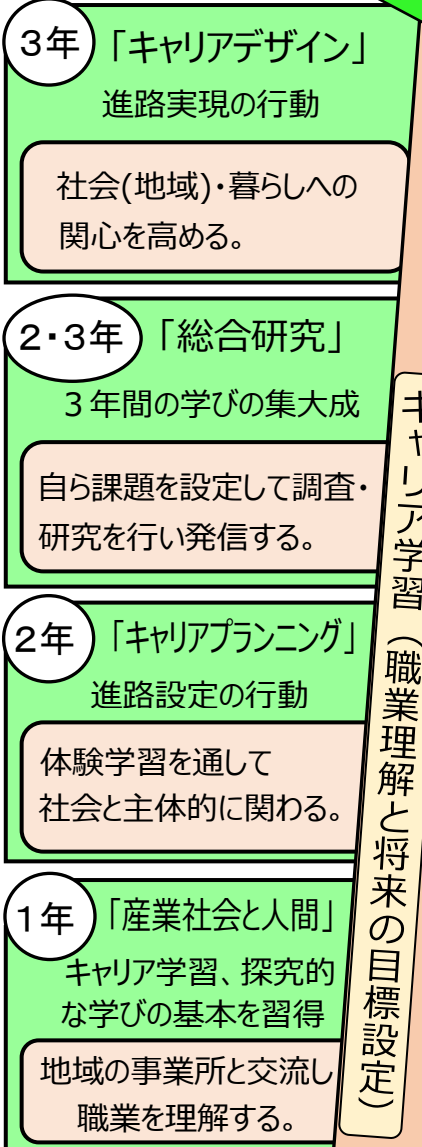 3年
「キャリアデザイン」
進路実現の行動
社会(地域)・暮らしへの
関心を高める。
2・3年
「総合研究」
3年間の学びの集大成
自ら課題を設定して調査・
研究を行い発信する。
2年
「キャリアプランニング」
進路設定の行動
体験学習を通して
社会と主体的に関わる。
1年
「産業社会と人間」
キャリア学習、探究的
な学びの基本を習得
地域の事業所と交流し
職業を理解する。
キャリア学習（職業理解と将来の目標設定）